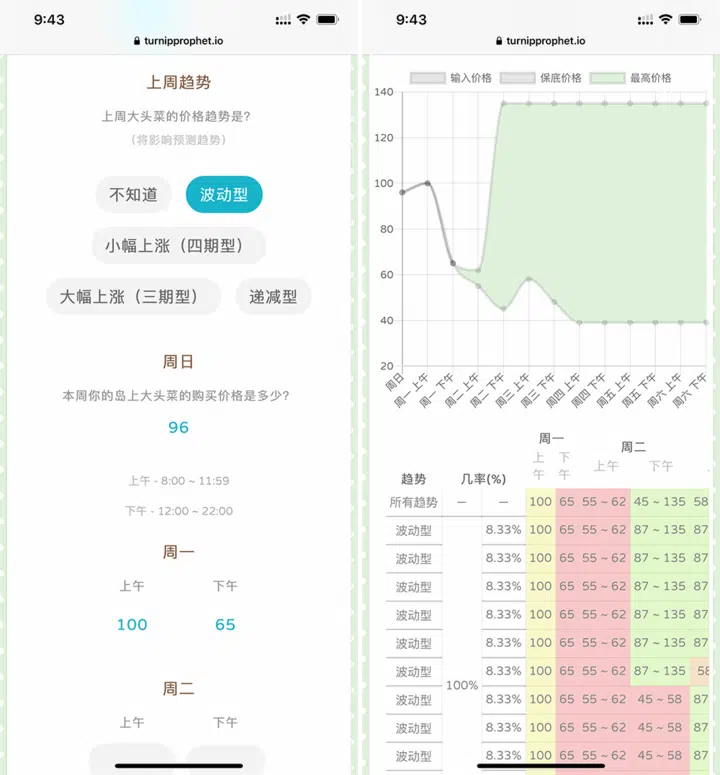 9:43
turnipprophet.io
上周趋势
上周大头菜的价格趋势是?
(将影响预测趋势)
不知道 波动型
小幅上涨（四期型）
大幅上涨（三期型） 递减型
周日
本周你的岛上大头菜的购买价格是多少?
96
上午 - 8:00 ~ 11:59
下午 - 12:00 ~ 22:00
周一
上午 下午
100 65
周二
上午 下午
9:43
turnipprophet.io
输入价格 保底价格 最高价格
140
120
100
80
60
40
20
周日 周一 上午 周一 下午 周二 上午 周二 下午 周三 上午 周三 下午 周四 上午 周四 下午 周五 上午 周五 下午 周六 上午 周六 下午
周一 周二
趋势 几率(%) 上午 下午 上午 下午
所有趋势 — — 100 65 55 ~ 62 45 ~ 135 58
波动型 8.33% 100 65 55 ~ 62 87 ~ 135 87
波动型 8.33% 100 65 55 ~ 62 87 ~ 135 87
波动型 8.33% 100 65 55 ~ 62 87 ~ 135 87
波动型 8.33% 100 65 55 ~ 62 87 ~ 135 87
波动型 8.33% 100 65 55 ~ 62 87 ~ 135 87
波动型 8.33% 100 65 55 ~ 62 87 ~ 135 58
100%
波动型 8.33% 100 65 55 ~ 62 45 ~ 58 87
波动型 8.33% 100 65 55 ~ 62 45 ~ 58 87
波动型 8.33% 100 65 55 ~ 62 45 ~ 58 87